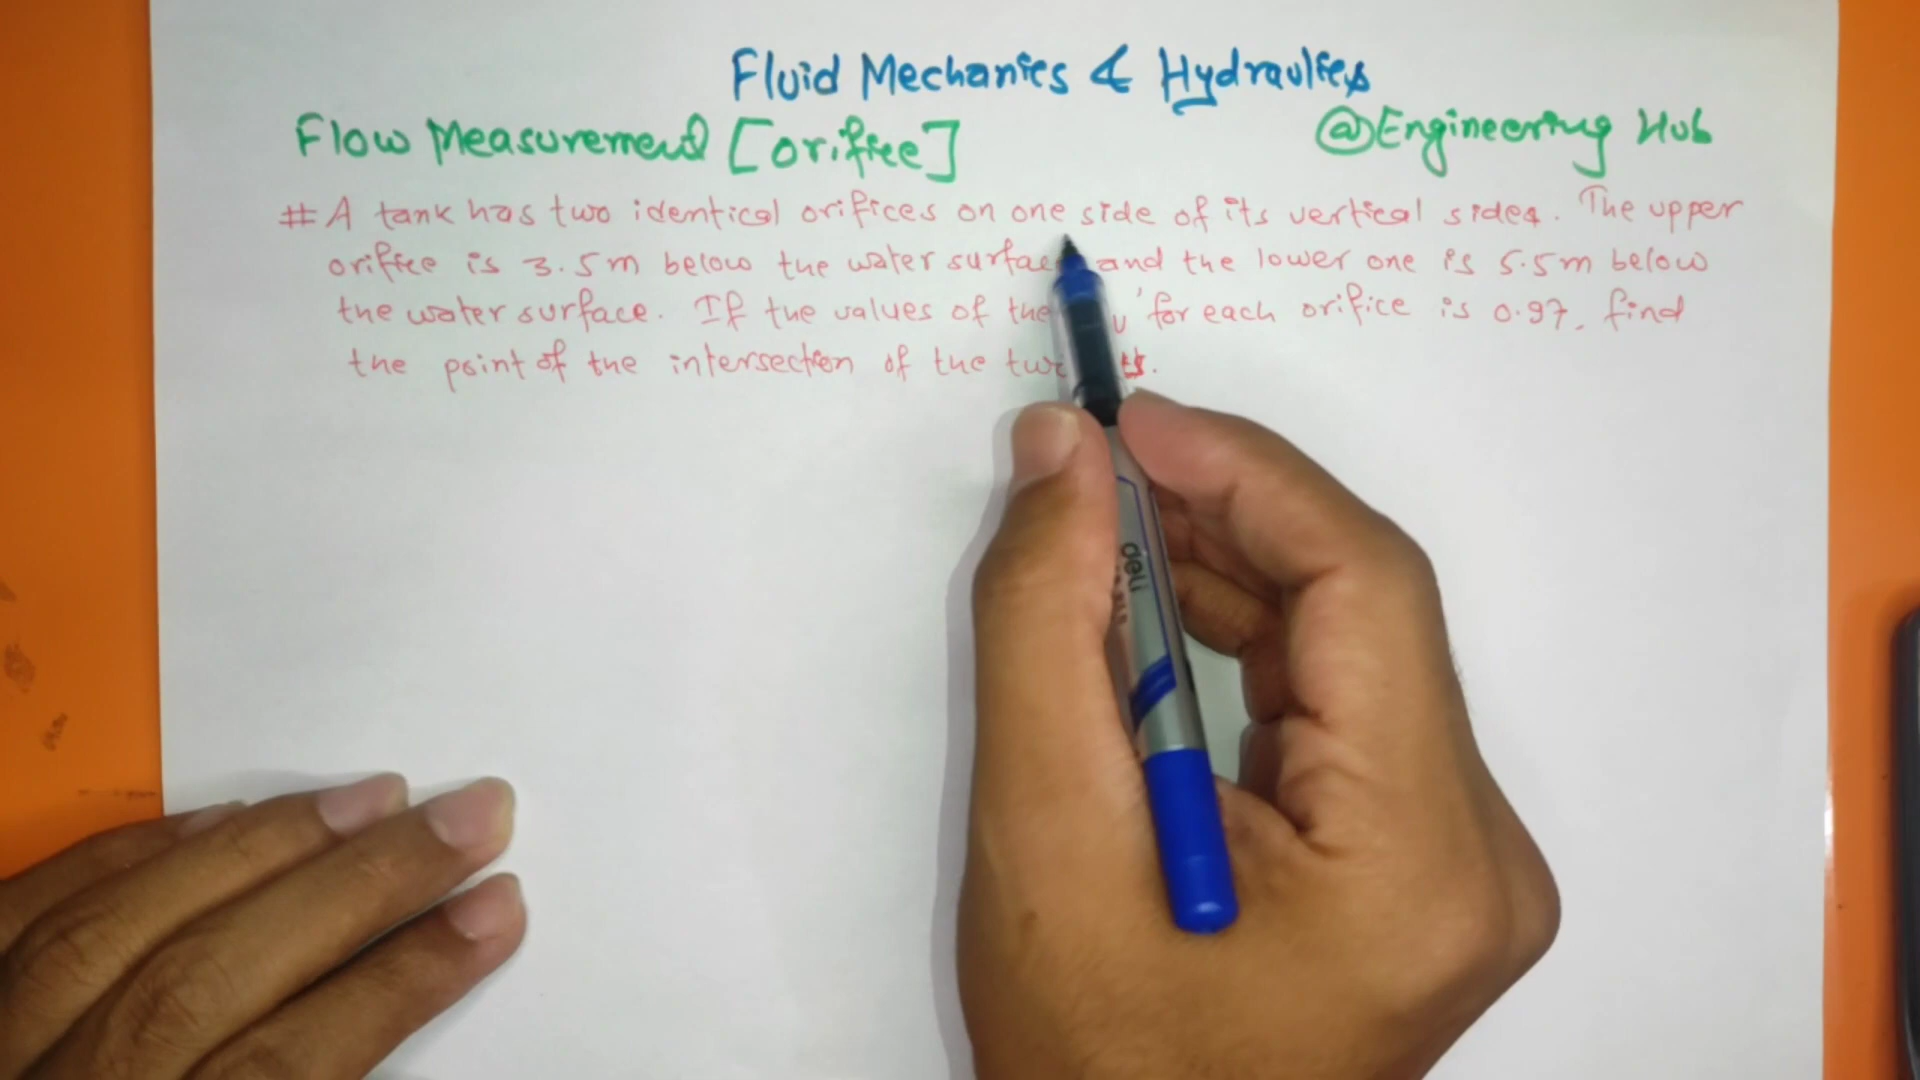 Fluid Mechanics & Hydraulics
Flow Measurement [orifice]
@Engineering Hub
# A tank has two identical orifices on one side of its vertical sides. The upper
orifice is 3.5m below the water surface and the lower one is 5.5m below
the water surface. If the values of the for each orifice is 0.97, find
the point of the intersection of the
deli